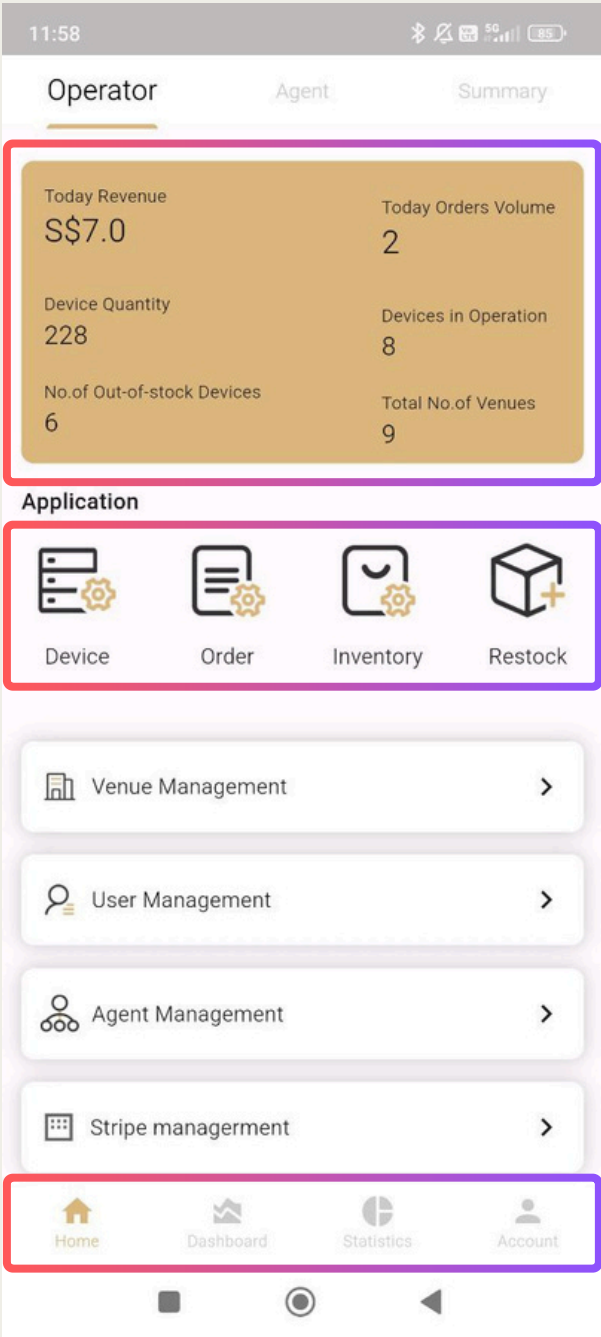 11:58
5G
85
Operator
Agent
Summary
Today Revenue
S$7.0
Today Orders Volume
2
Device Quantity
228
Devices in Operation
8
No.of Out-of-stock Devices
6
Total No.of Venues
9
Application
Device
Order
Inventory
Restock
Venue Management
User Management
Agent Management
Stripe managerment
Home
Dashboard
Statistics
Account